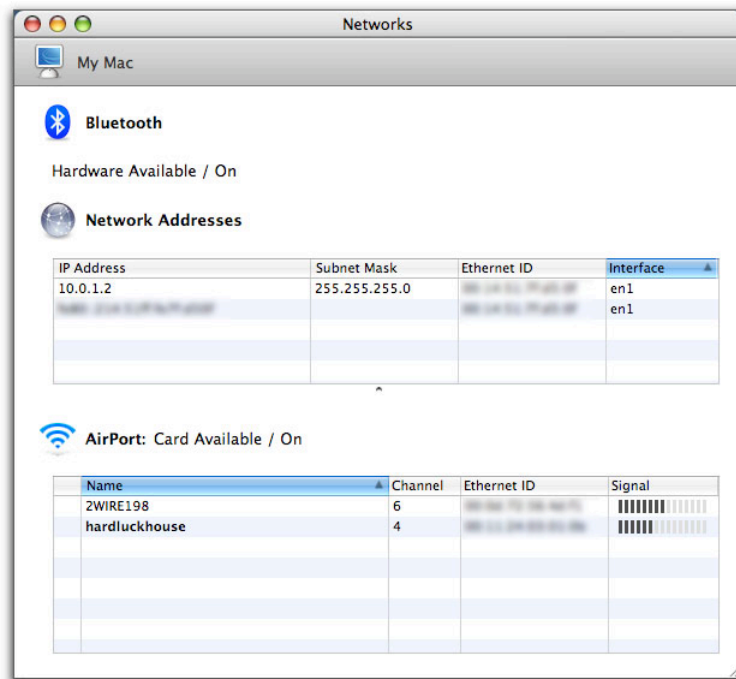 Networks
My Mac
Bluetooth
Hardware Available / On
Network Addresses
IP Address Subnet Mask Ethernet ID Interface
10.0.1.2 255.255.255.0 en1
en1
AirPort: Card Available / On
Name Channel Ethernet ID Signal
2WIRE198 6
hardluckhouse 4